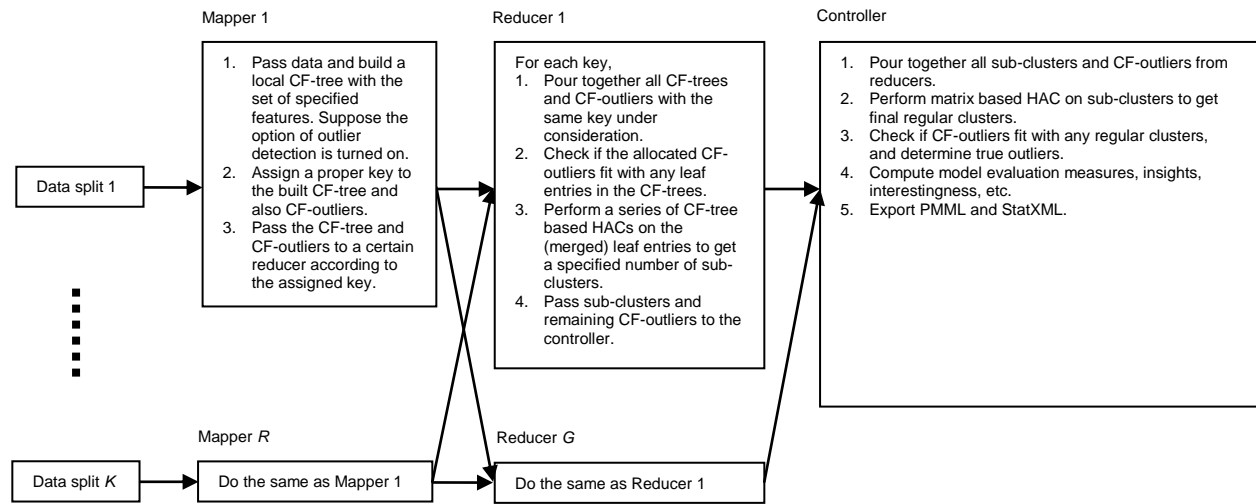 Mapper 1
Reducer 1
Controller
Data split 1
1. Pass data and build a
local CF-tree with the
set of specified
features. Suppose the
option of outlier
detection is turned on.
2. Assign a proper key to
the built CF-tree and
also CF-outliers.
3. Pass the CF-tree and
CF-outliers to a certain
reducer according to
the assigned key.
For each key,
1. Pour together all CF-trees
and CF-outliers with the
same key under
consideration.
2. Check if the allocated CF-
outliers fit with any leaf
entries in the CF-trees.
3. Perform a series of CF-tree
based HACs on the
(merged) leaf entries to get
a specified number of sub-
clusters.
4. Pass sub-clusters and
remaining CF-outliers to the
controller.
1. Pour together all sub-clusters and CF-outliers from
reducers.
2. Perform matrix based HAC on sub-clusters to get
final regular clusters.
3. Check if CF-outliers fit with any regular clusters,
and determine true outliers.
4. Compute model evaluation measures, insights,
interestingness, etc.
5. Export PMML and StatXML.
Mapper R
Reducer G
Data split K
Do the same as Mapper 1
Do the same as Reducer 1